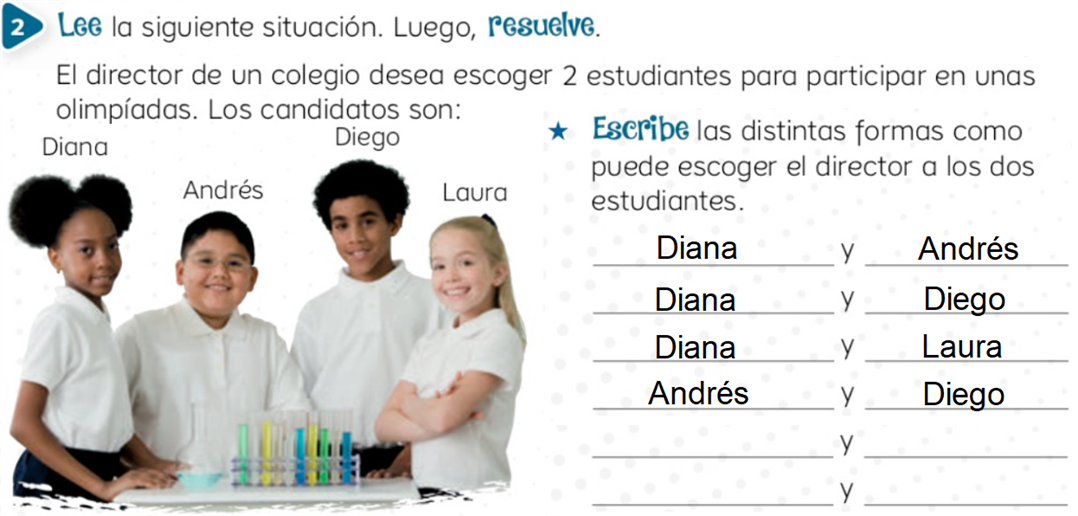 2 Lee la siguiente situación. Luego, resuelve.
El director de un colegio desea escoger 2 estudiantes para participar en unas
olimpíadas. Los candidatos son:
Diana
Andrés
Diego
Laura
★ Escribe las distintas formas como
puede escoger el director a los dos
estudiantes.
Diana y Andrés
Diana y Diego
Diana y Laura
Andrés y Diego
y
y